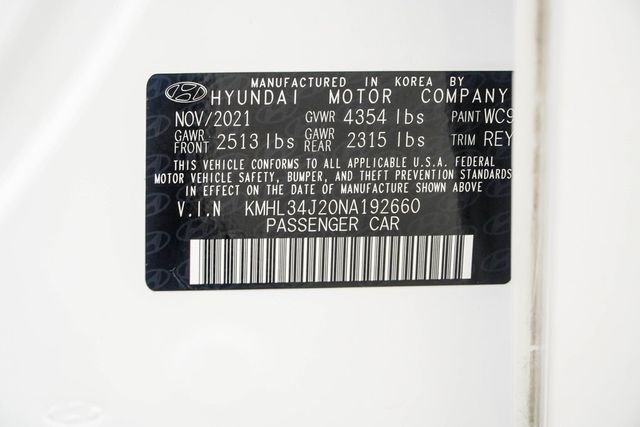 MANUFACTURED IN KOREA BY
HYUNDAI MOTOR COMPANY
NOV/2021 GVWR 4354 lbs PAINT WC9
GAWR FRONT 2513 lbs GAWR REAR 2315 lbs TRIM REY
THIS VEHICLE CONFORMS TO ALL APPLICABLE U.S.A. FEDERAL
MOTOR VEHICLE SAFETY, BUMPER, AND THEFT PREVENTION STANDARDS
IN EFFECT ON THE DATE OF MANUFACTURE SHOWN ABOVE
V.I.N KMHL34J20NA192660
PASSENGER CAR